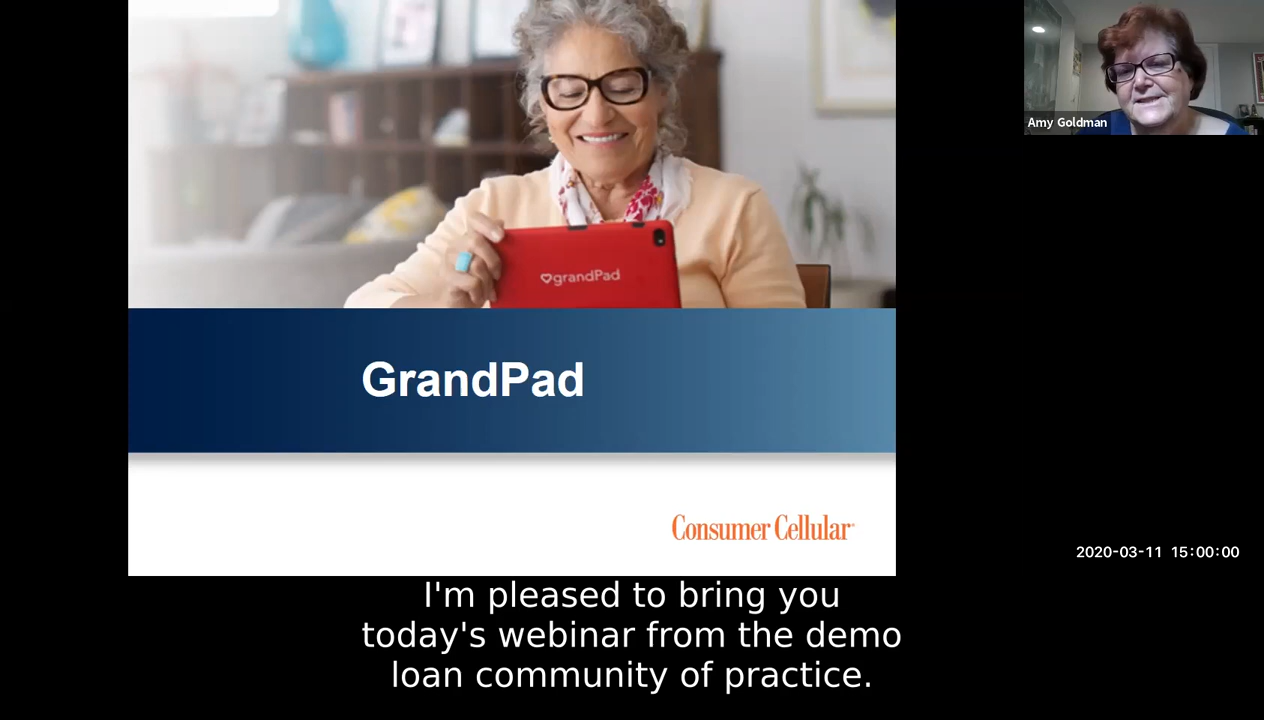 ♡grandPad
Amy Goldman
GrandPad
Consumer Cellular
2020-03-11 15:00:00
I'm pleased to bring you
today's webinar from the demo
loan community of practice.